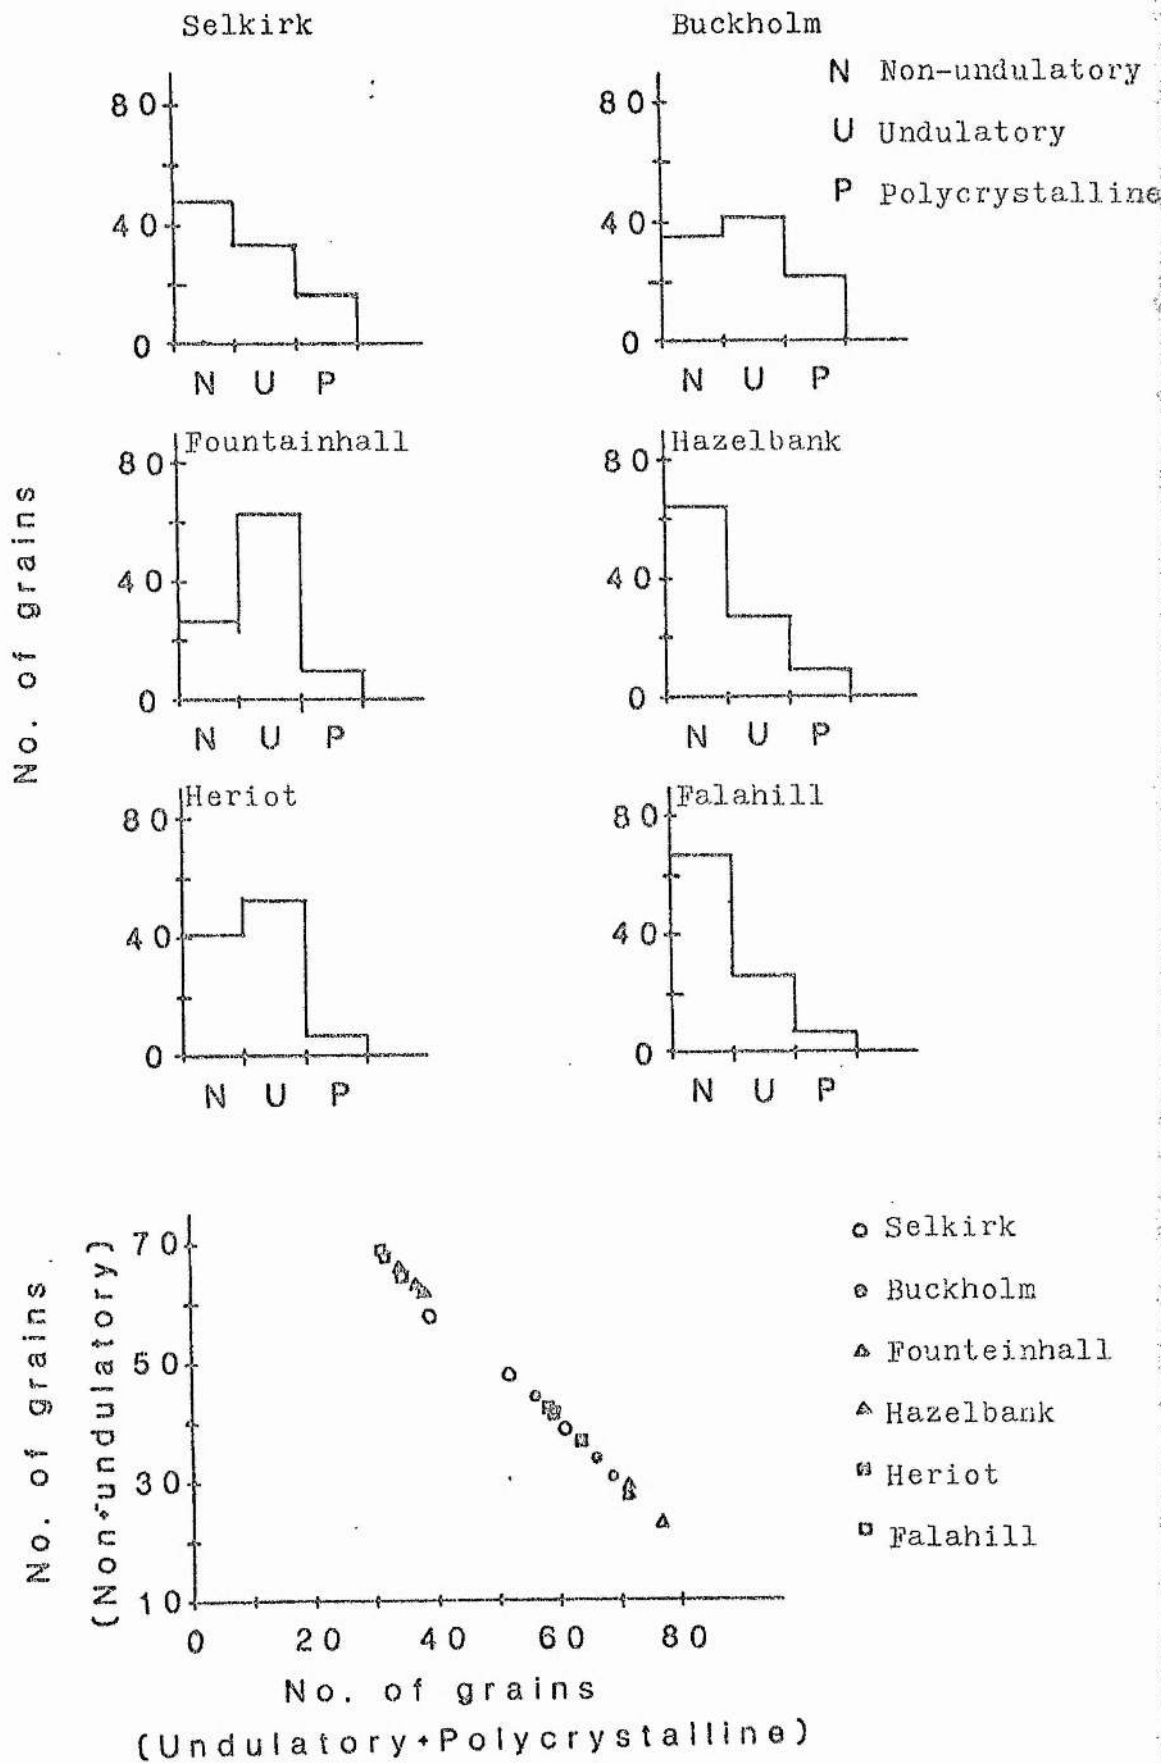 Selkirk
80
40
0
N U P
Buckholm
80
40
0
N U P
N Non-undulatory
U Undulatory
P Polycrystalline
No. of grains
Fountainhall
80
40
0
N U P
Hazelbank
80
40
0
N U P
Heriot
80
40
0
N U P
Falahill
80
40
0
N U P
No. of grains
(Non-undulatory)
70
50
30
10
0 20 40 60 80
No. of grains
(Undulatory+Polycrystalline)
Selkirk
Buckholm
Founteinhall
Hazelbank
Heriot
Falahill